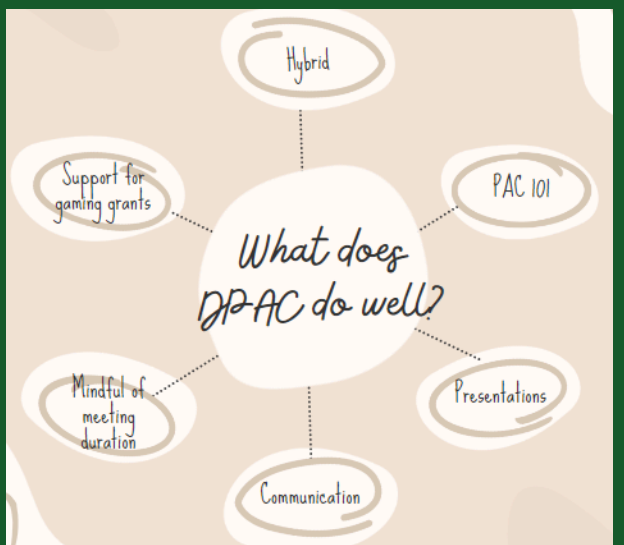 Hybrid
Support for
gaming grants
PAC 101
What does
DPAC do well?
Mindful of
meeting
duration
Presentations
Communication